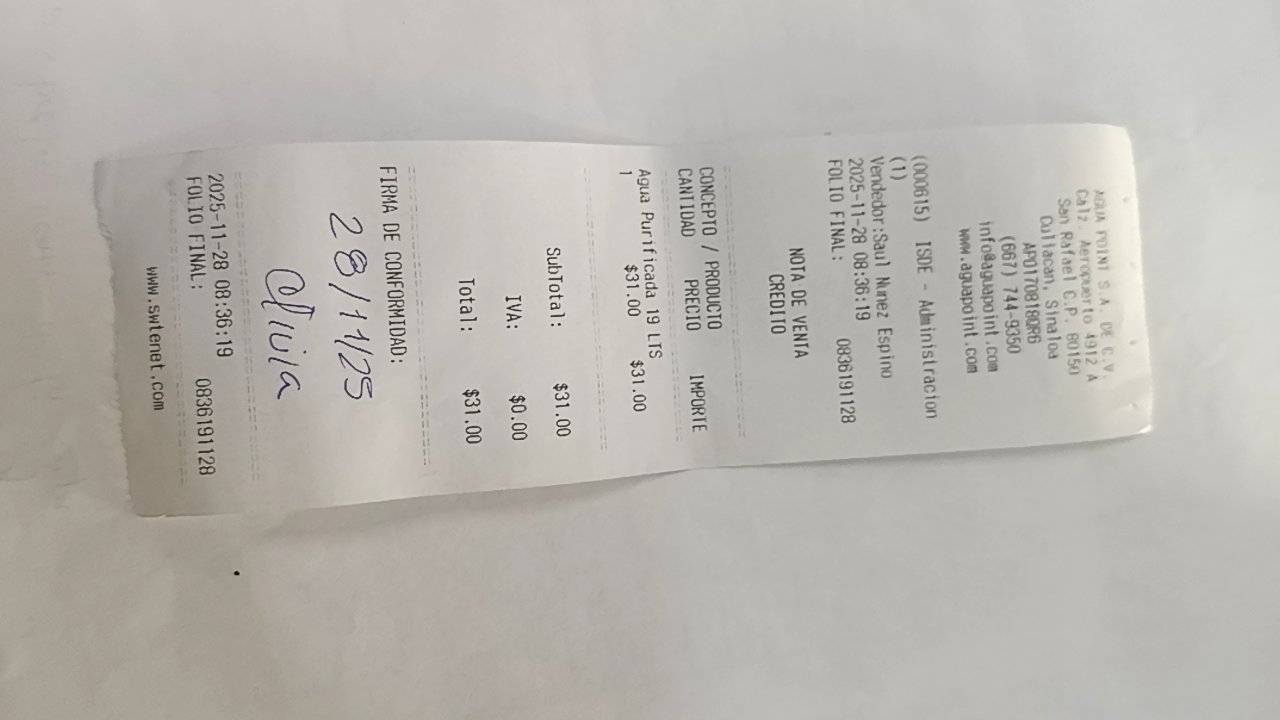 AGUA POINT S.A. DE C.V.
Calz. Aeropuerto 4912 A
San Rafael C.P. 80150
Culiacan, Sinaloa
APO170818QR6
(667) 744-9350
info@aguapoint.com
www.aguapoint.com
(000615) ISDE - Administracion
(1)
Vendedor:Saul Nunez Espino
2025-11-28 08:36:19
FOLIO FINAL: 0836191128
NOTA DE VENTA
CREDITO
CONCEPTO / PRODUCTO
CANTIDAD PRECIO IMPORTE
Agua Purificada 19 LTS
1 $31.00 $31.00
SubTotal: $31.00
IVA: $0.00
Total: $31.00
FIRMA DE CONFORMIDAD:
28/11/25
Olivia
2025-11-28 08:36:19
FOLIO FINAL: 0836191128
www.swtenet.com